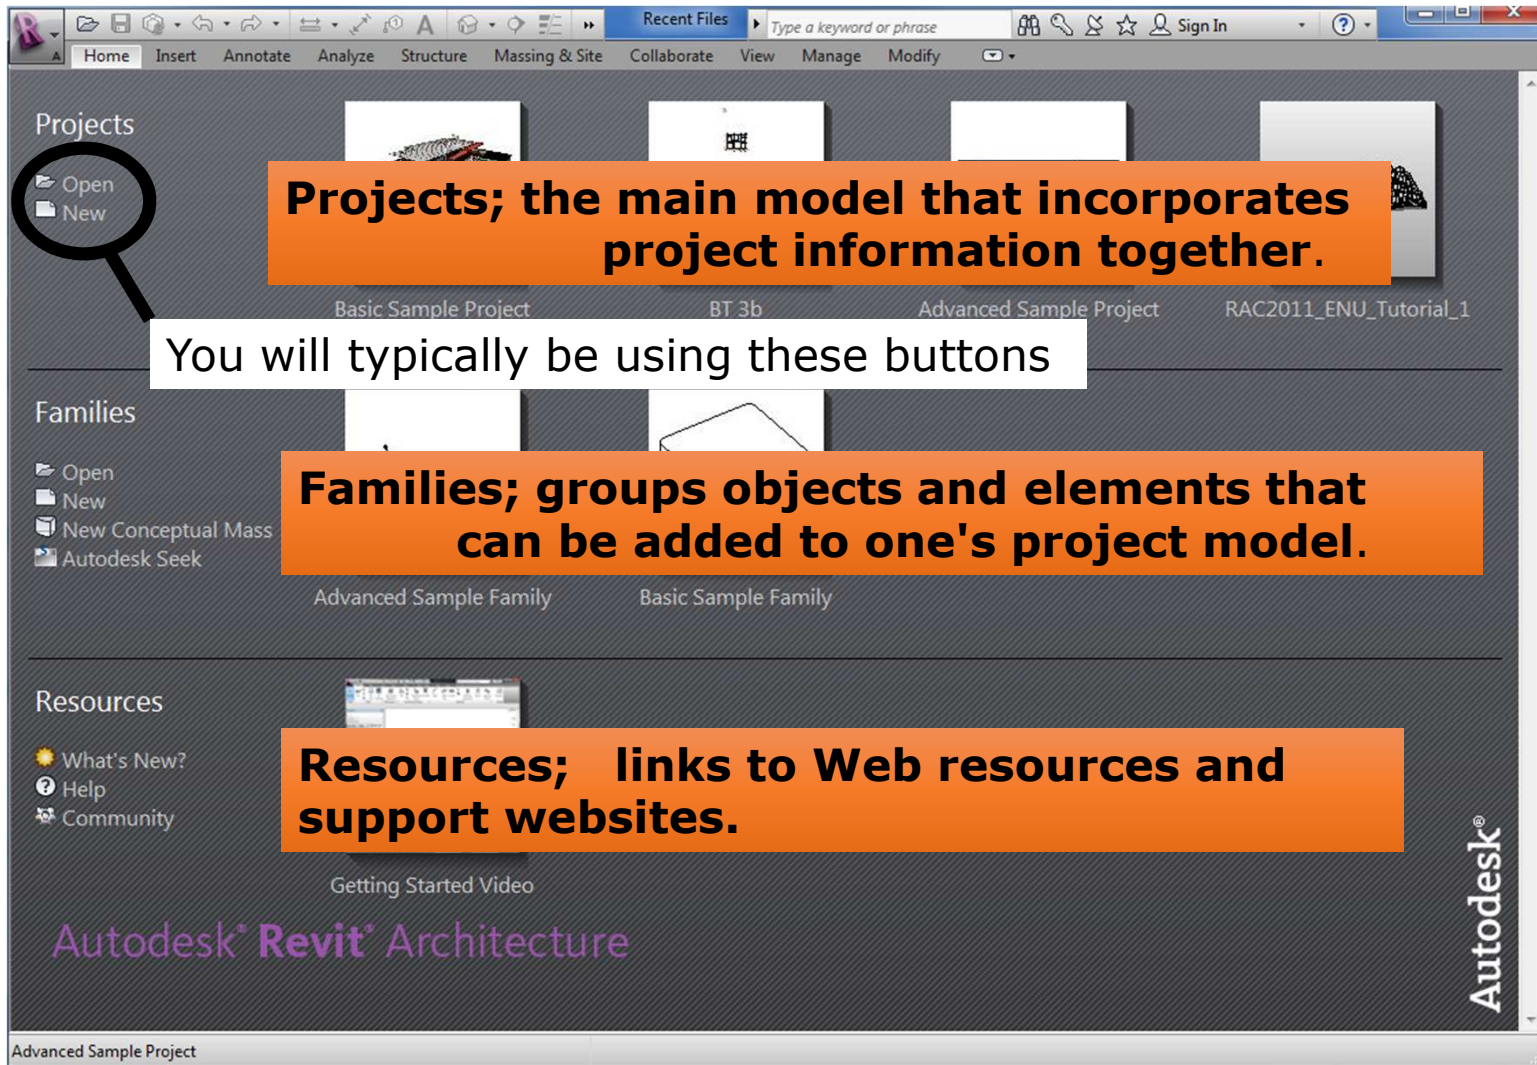 Recent Files
Type a keyword or phrase
Sign In
Home Insert Annotate Analyze Structure Massing & Site Collaborate View Manage Modify
Projects
Open
New
Projects; the main model that incorporates
project information together.
Basic Sample Project BT 3b Advanced Sample Project RAC2011_ENU_Tutorial_1
You will typically be using these buttons
Families
Open
New
New Conceptual Mass
Autodesk Seek
Families; groups objects and elements that
can be added to one's project model.
Advanced Sample Family Basic Sample Family
Resources
What's New?
Help
Community
Resources; links to Web resources and
support websites.
Getting Started Video
Autodesk® Revit® Architecture
Autodesk®
Advanced Sample Project